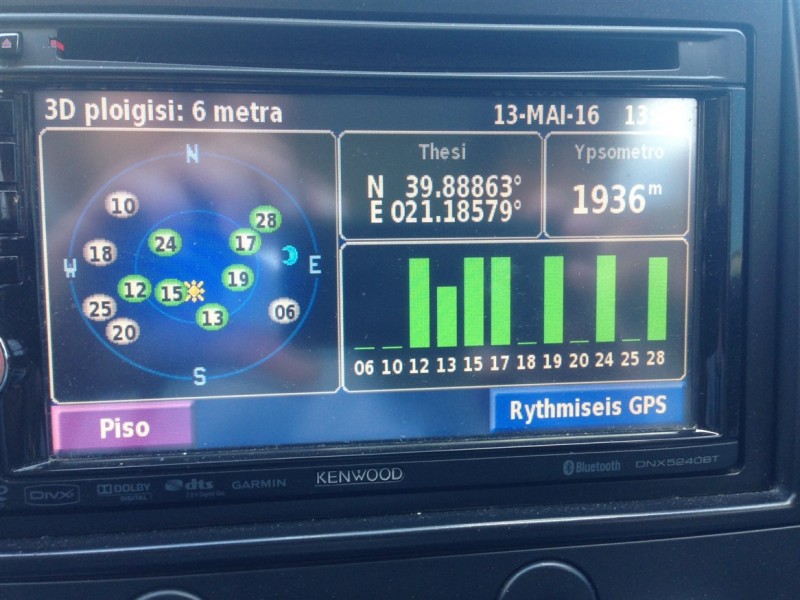 3D ploigisi: 6 metra 13-MAI-16
N
10
28
24
17
18
W
E
19
12
15
25
06
13
20
S
Thesi
N 39.88863°
E 021.18579°
Ypsometro
1936m
06 10 12 13 15 17 18 19 20 24 25 28
Piso
Rythmiseis GPS
DivX DOLBY DIGITAL dts GARMIN KENWOOD Bluetooth DNX5240BT